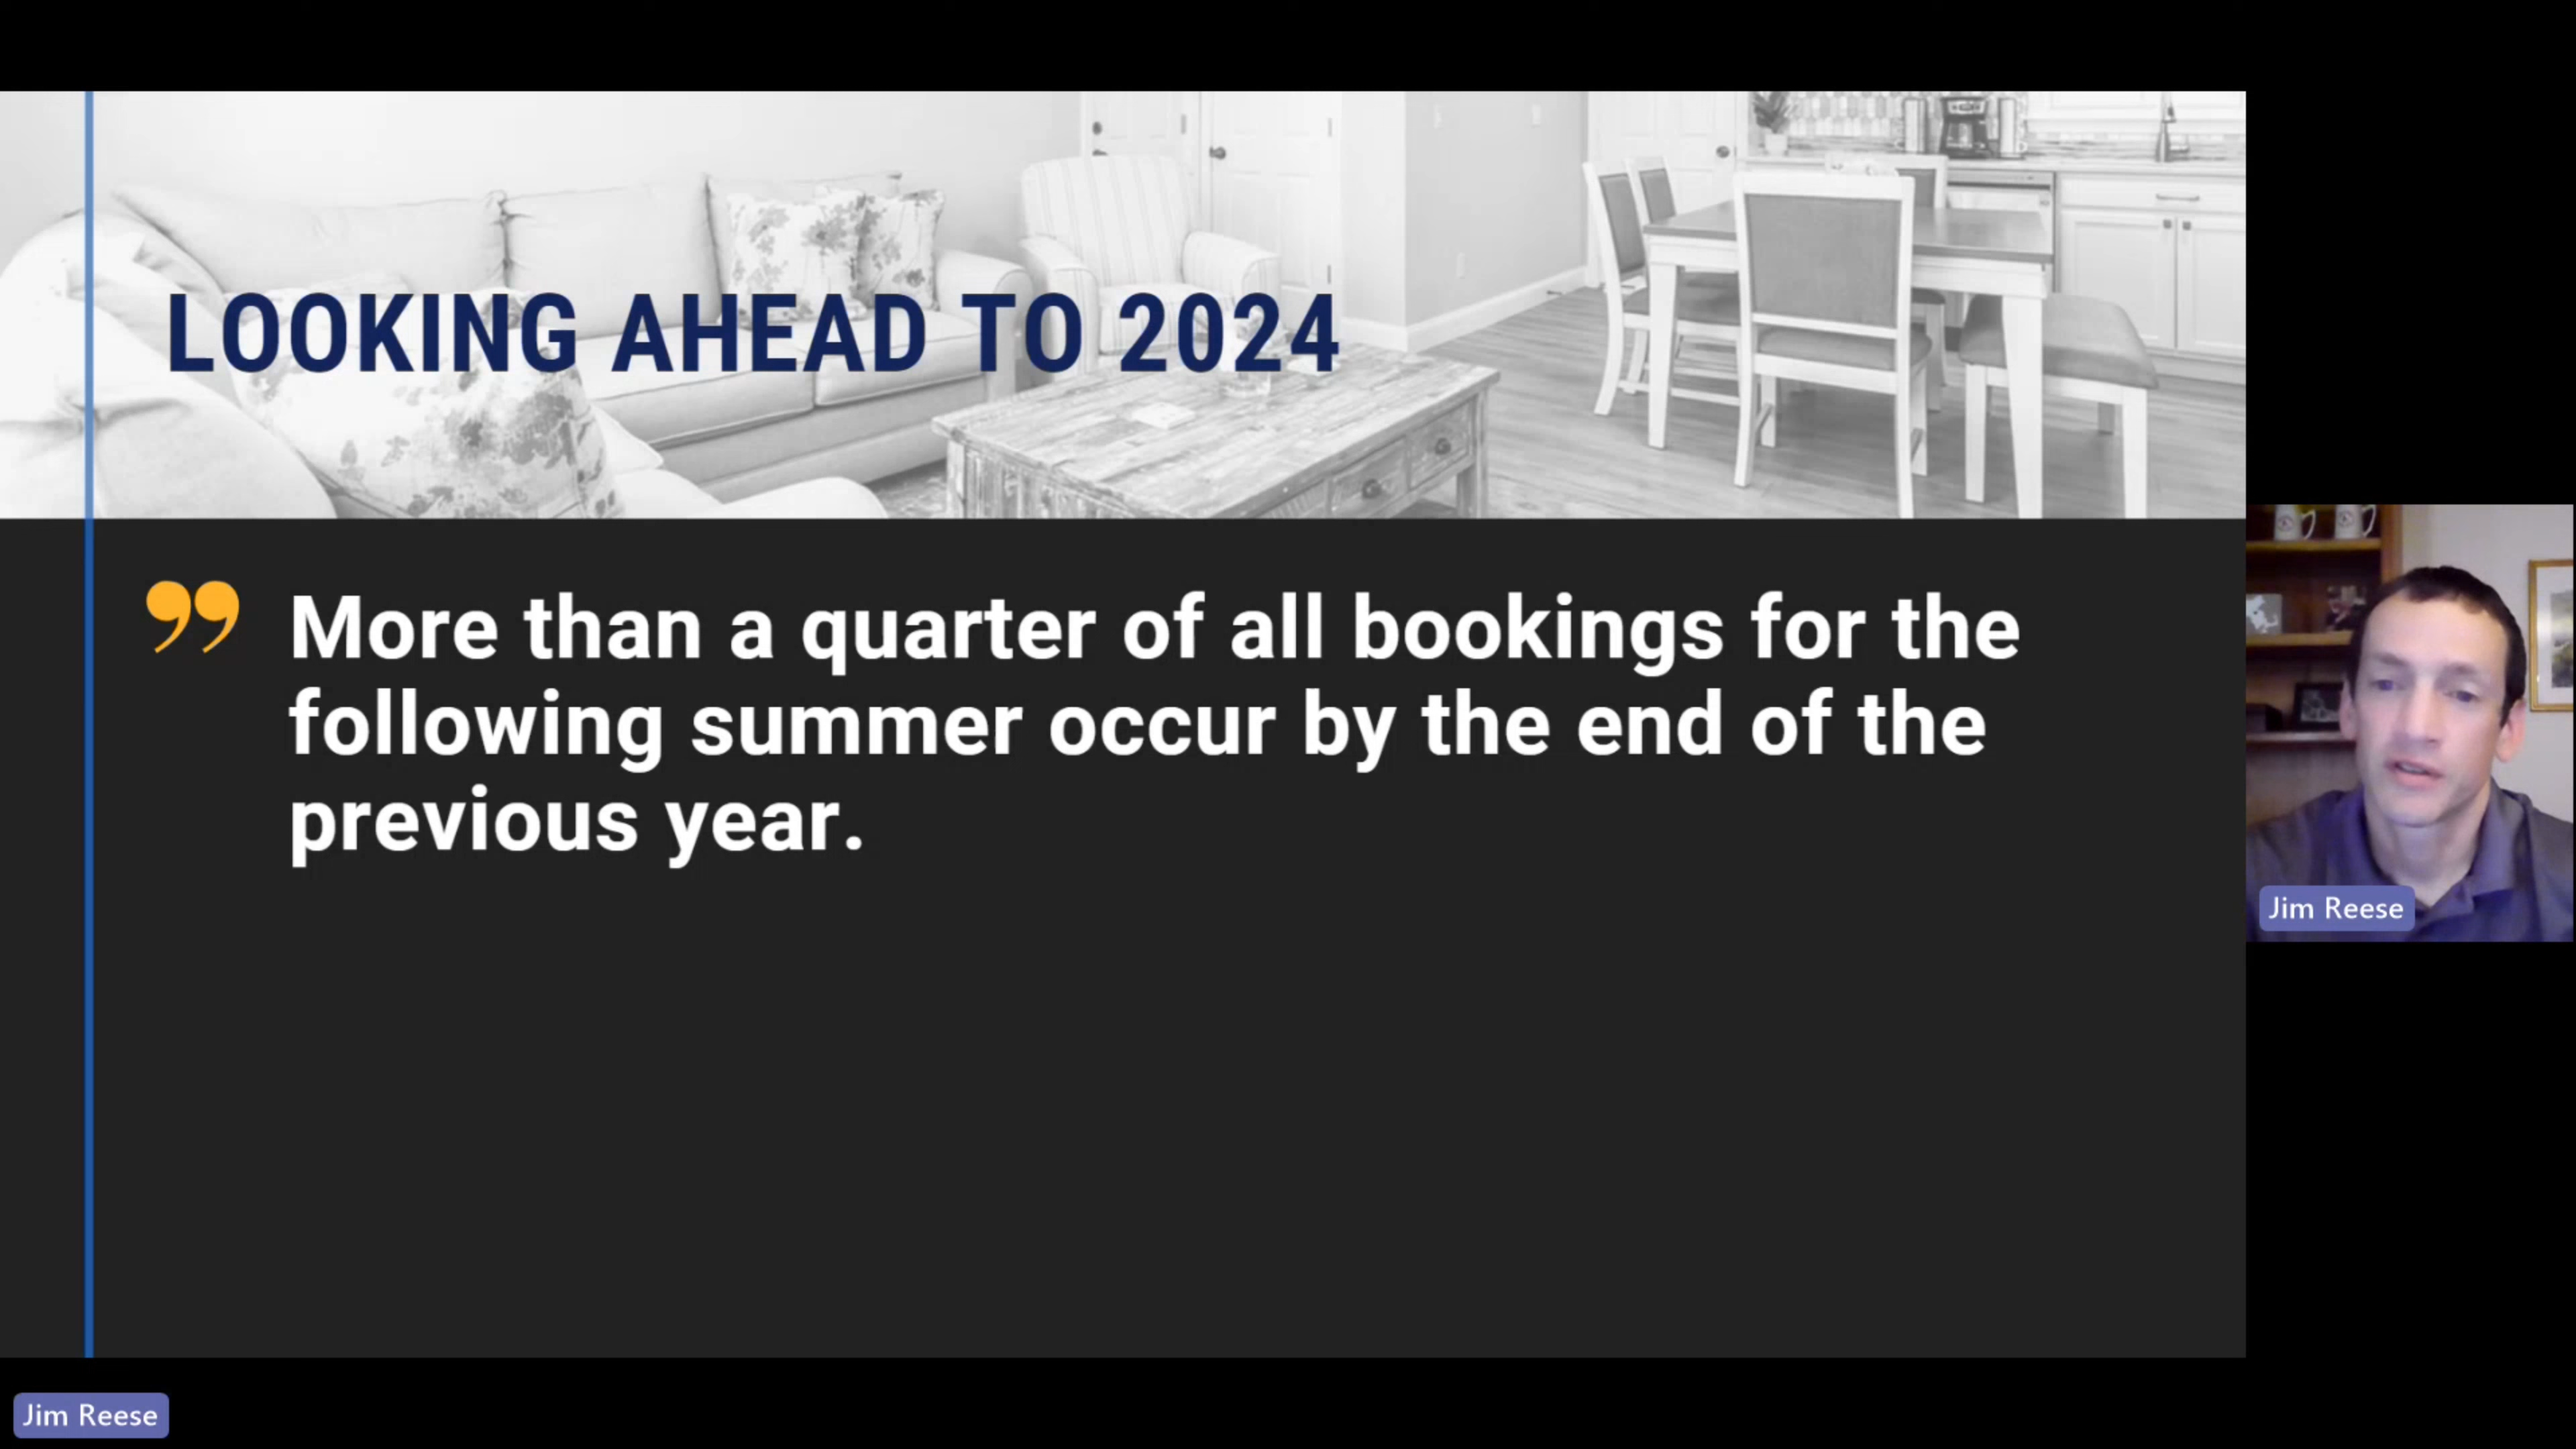 LOOKING AHEAD TO 2024
” More than a quarter of all bookings for the
following summer occur by the end of the
previous year.
Jim Reese
Jim Reese